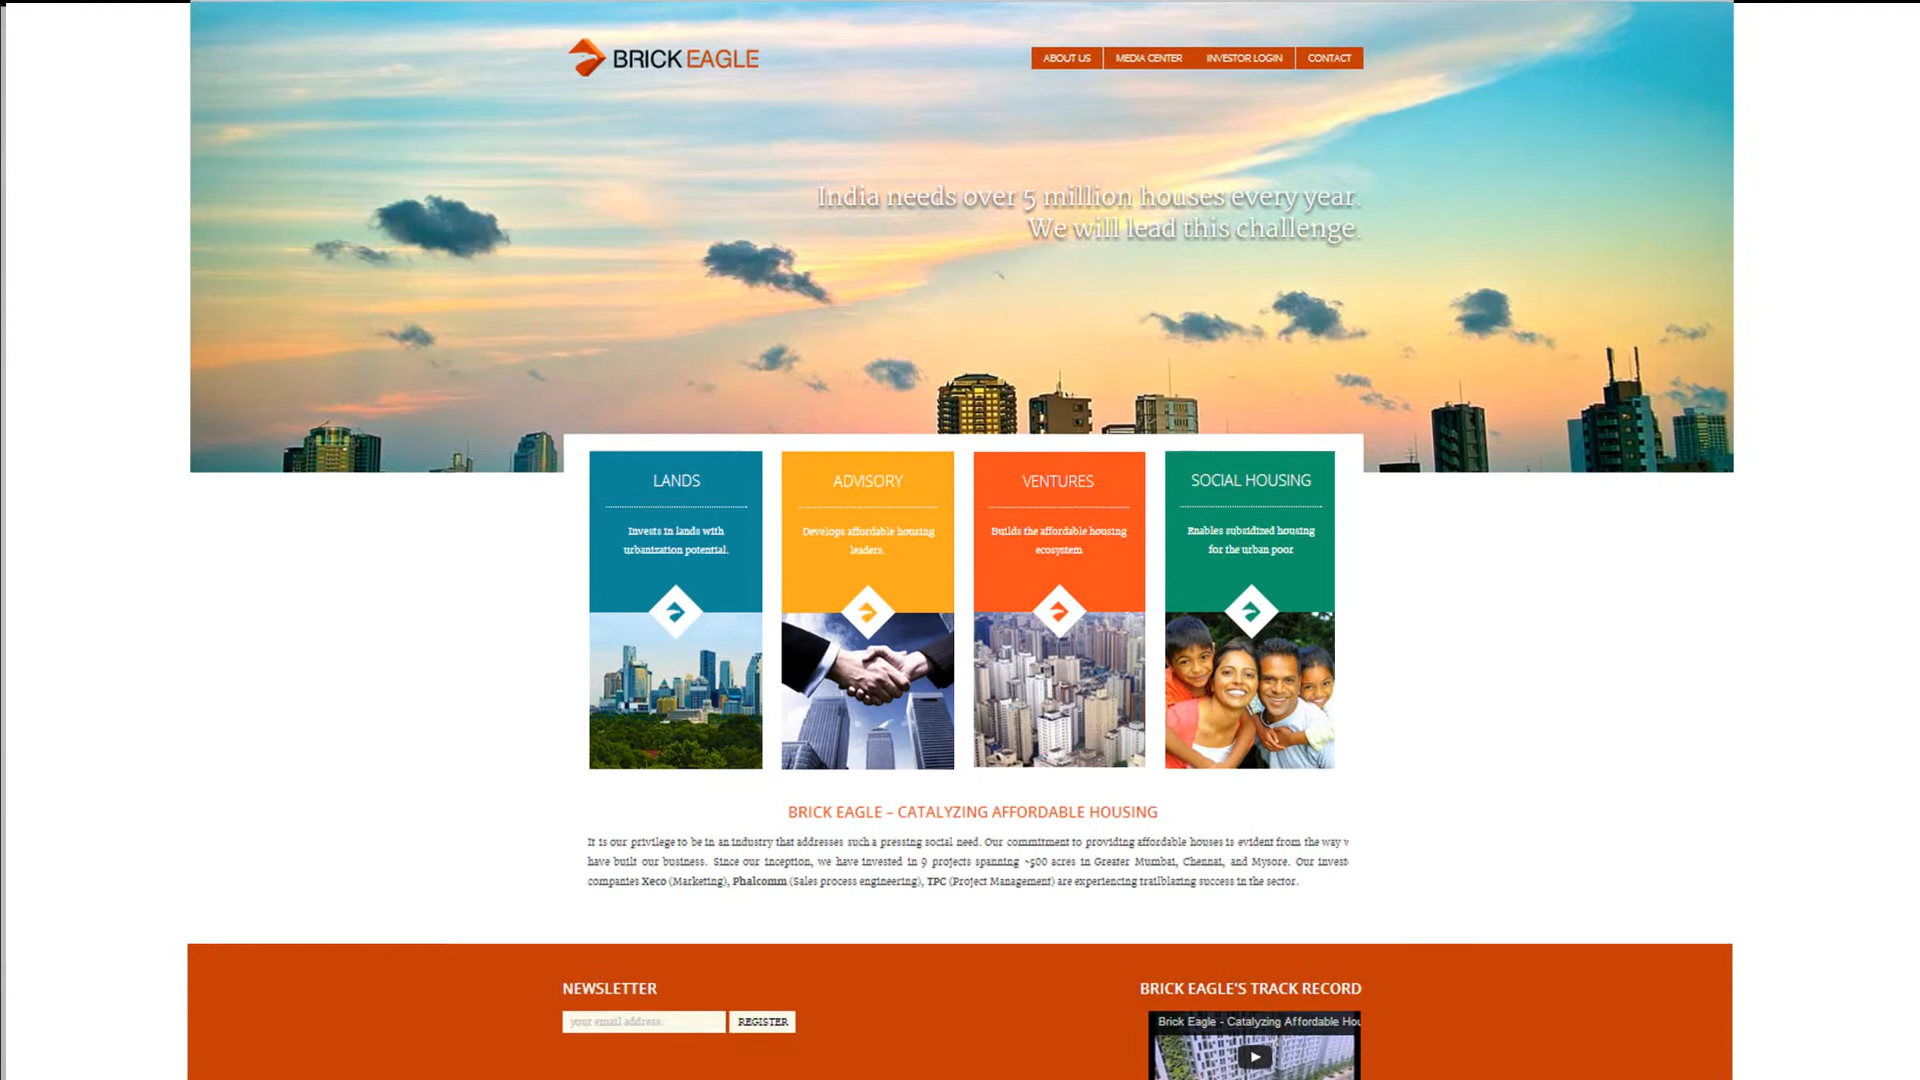 BRICK EAGLE
ABOUT US
MEDIA CENTER
INVESTOR LOGIN
CONTACT
India needs over 5 million houses every year.
We will lead this challenge.
LANDS
Invests in lands with
urbanization potential.
ADVISORY
Develops affordable housing
leaders.
VENTURES
Builds the affordable housing
ecosystem
SOCIAL HOUSING
Enables subsidized housing
for the urban poor
BRICK EAGLE – CATALYZING AFFORDABLE HOUSING
It is our privilege to be in an industry that addresses such a pressing social need. Our commitment to providing affordable houses is evident from the way
have built our business. Since our inception, we have invested in 9 projects spanning ~500 acres in Greater Mumbai, Chennai, and Mysore. Our
companies Xeco (Marketing), Phalcomm (Sales process engineering), TPC (Project Management) are experiencing trailblazing success in the sector.
NEWSLETTER
your email address.
REGISTER
BRICK EAGLE'S TRACK RECORD
Brick Eagle - Catalyzing Affordable